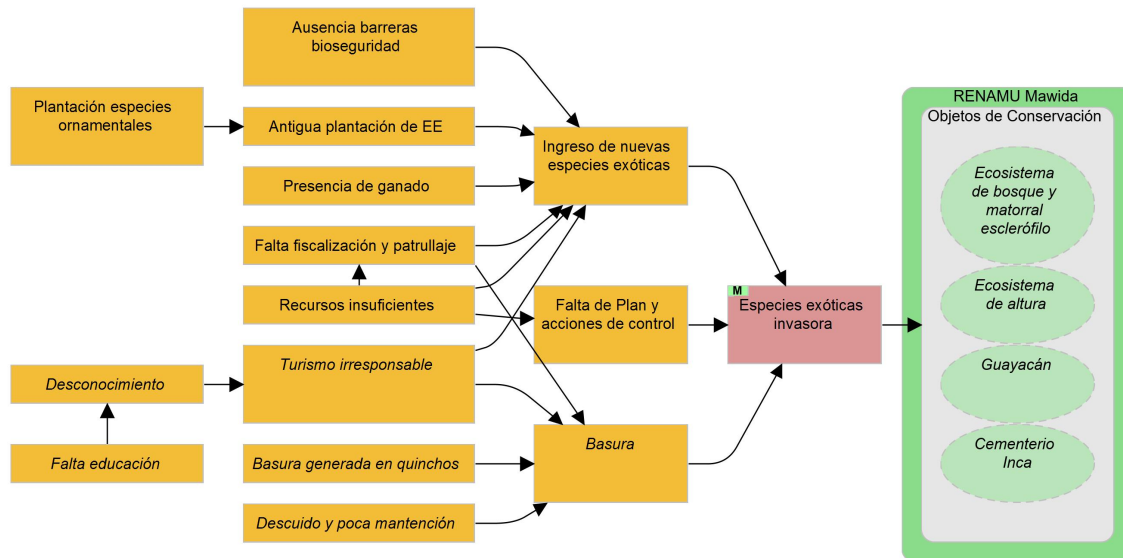 Ausencia barreras
bioseguridad
Plantación especies
ornamentales
Antigua plantación de EE
Presencia de ganado
Falta fiscalización y patrullaje
Recursos insuficientes
Turismo irresponsable
Desconocimiento
Falta educación
Basura generada en quinchos
Descuido y poca mantención
Ingreso de nuevas
especies exóticas
Falta de Plan y
acciones de control
Basura
M
Especies exóticas
invasora
RENAMU Mawida
Objetos de Conservación
Ecosistema
de bosque y
matorral
esclerófilo
Ecosistema
de altura
Guayacán
Cementerio
Inca